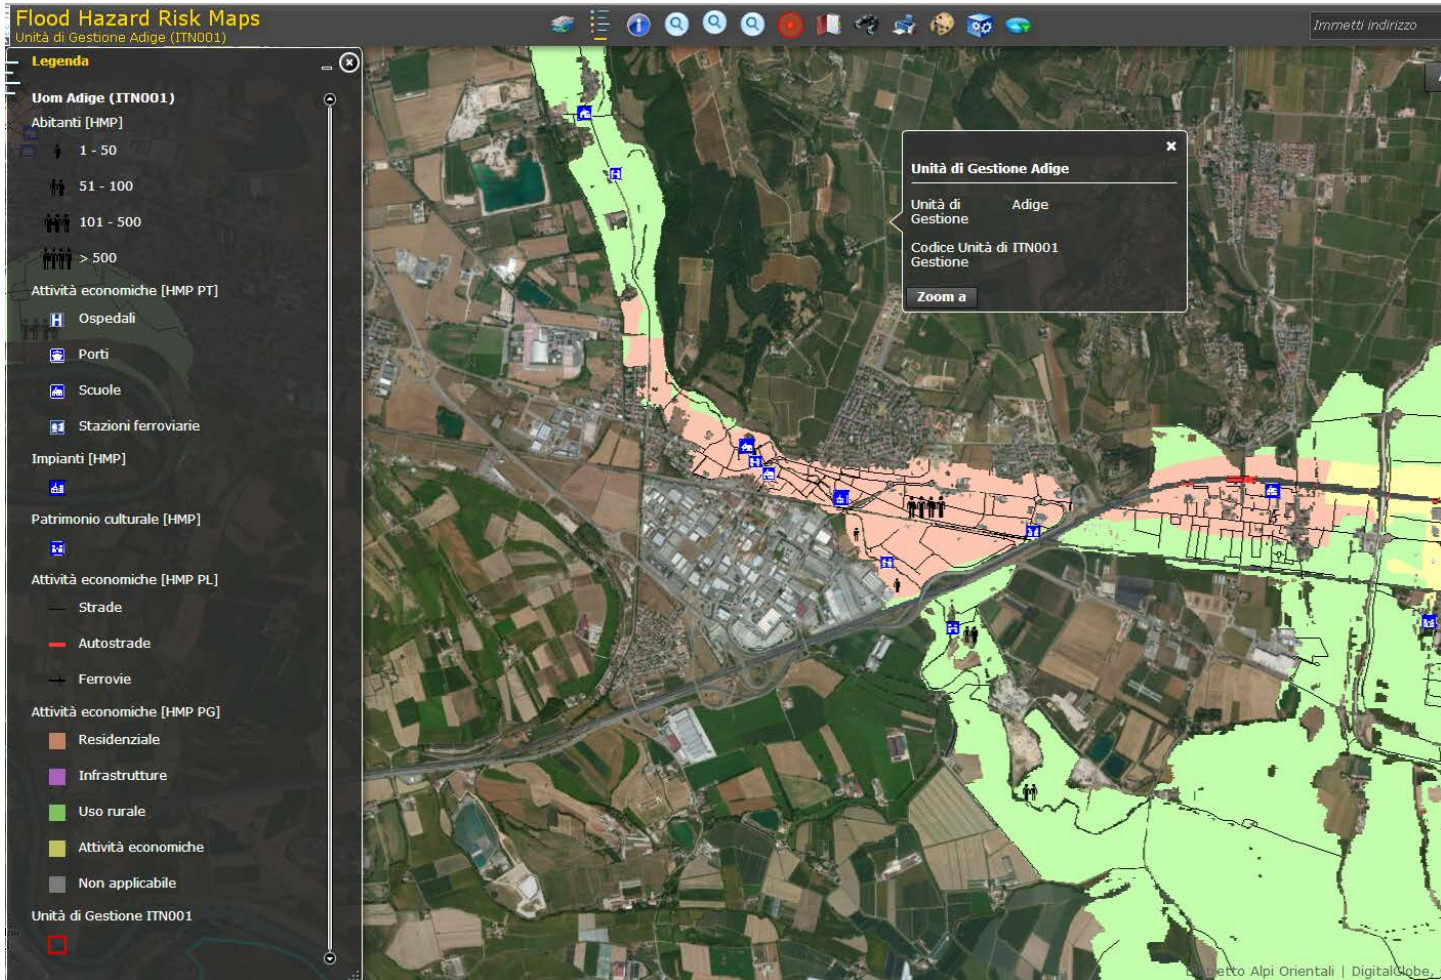 Flood Hazard Risk Maps
Unità di Gestione Adige (ITN001)
Immetti indirizzo
Legenda
Uom Adige (ITN001)
Abitanti [HMP]
1 - 50
51 - 100
101 - 500
> 500
Attività economiche [HMP PT]
Ospedali
Porti
Scuole
Stazioni ferroviarie
Impianti [HMP]
Patrimonio culturale [HMP]
Attività economiche [HMP PL]
Strade
Autostrade
Ferrovie
Attività economiche [HMP PG]
Residenziale
Infrastrutture
Uso rurale
Attività economiche
Non applicabile
Unità di Gestione ITN001
Unità di Gestione Adige
Unità di Gestione Adige
Codice Unità di Gestione ITN001
Zoom a
Distretto Alpi Orientali | DigitalGlobe,